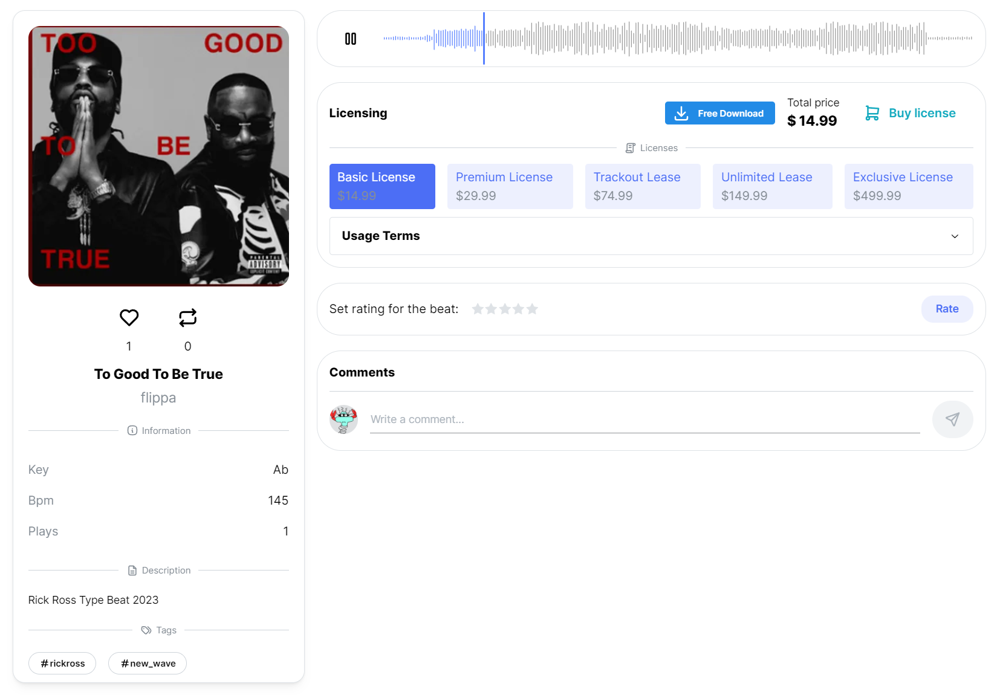 TOO GOOD
TO BE
TRUE
PARENTAL
ADVISORY
EXPLICIT CONTENT
1 0
To Good To Be True
flippa
Information
Key Ab
Bpm 145
Plays 1
Description
Rick Ross Type Beat 2023
Tags
#rickross #new_wave
Licensing
Free Download
Total price
$ 14.99
Buy license
Licenses
Basic License
$14.99
Premium License
$29.99
Trackout Lease
$74.99
Unlimited Lease
$149.99
Exclusive License
$499.99
Usage Terms
Set rating for the beat:
Rate
Comments
Write a comment...